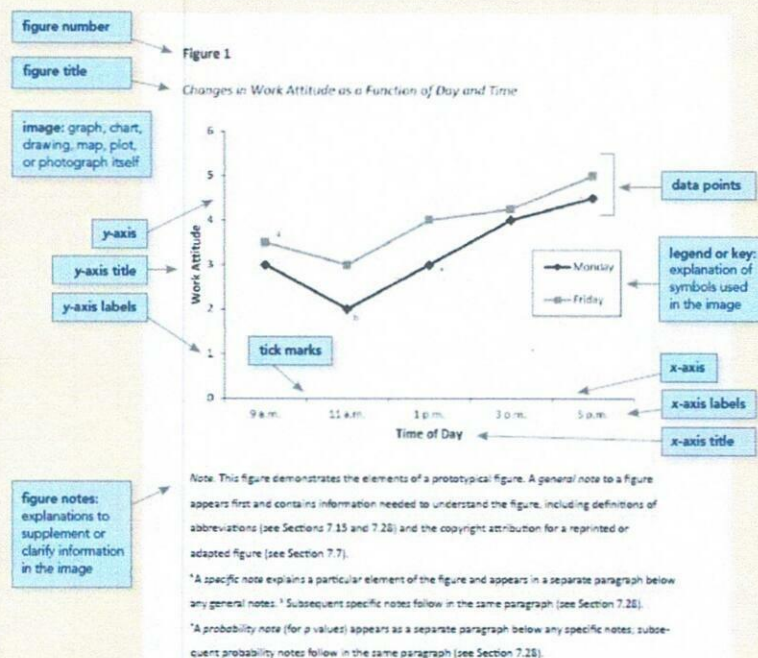 figure number
Figure 1
figure title
Changes in Work Attitude as a Function of Day and Time
image: graph, chart,
drawing, map, plot,
or photograph itself
6
5
4
3
2
1
0
y-axis
y-axis title
y-axis labels
Work Attitude
a
b
tick marks
data points
Monday
Friday
legend or key:
explanation of
symbols used
in the image
x-axis
x-axis labels
x-axis title
9 a.m.
11 a.m.
1 p.m.
3 p.m.
5 p.m.
Time of Day
figure notes:
explanations to
supplement or
clarify information
in the image
Note. This figure demonstrates the elements of a prototypical figure. A general note to a figure
appears first and contains information needed to understand the figure, including definitions of
abbreviations (see Sections 7.15 and 7.28) and the copyright attribution for a reprinted or
adapted figure (see Section 7.7).
ᵃA specific note explains a particular element of the figure and appears in a separate paragraph below
any general notes. ᵇ Subsequent specific notes follow in the same paragraph (see Section 7.28).
*A probability note (for p values) appears as a separate paragraph below any specific notes; subse-
quent probability notes follow in the same paragraph (see Section 7.28).